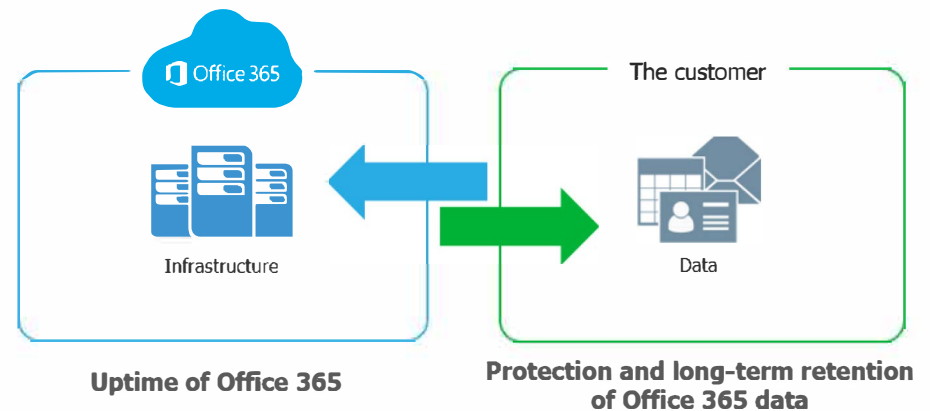 Office 365
The customer
Infrastructure
Data
Uptime of Office 365
Protection and long-term retention
of Office 365 data